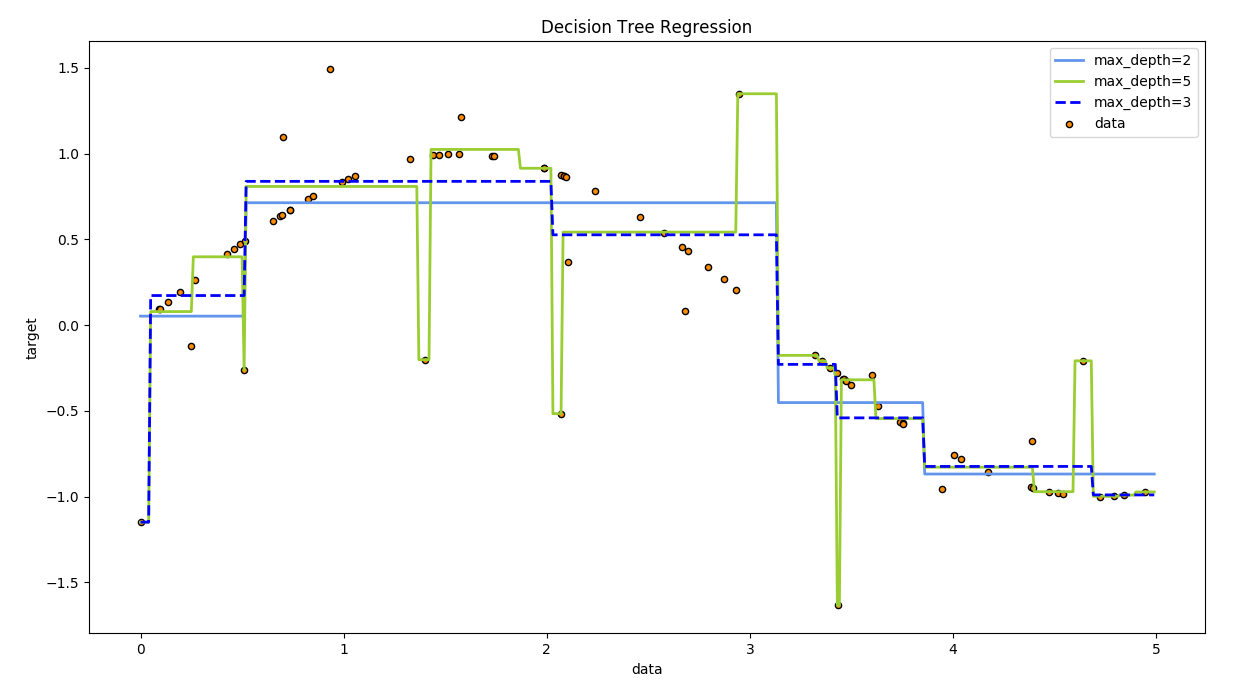 Decision Tree Regression
max_depth=2
max_depth=5
max_depth=3
data
1.5
1.0
0.5
0.0
−0.5
−1.0
−1.5
target
0 1 2 3 4 5
data